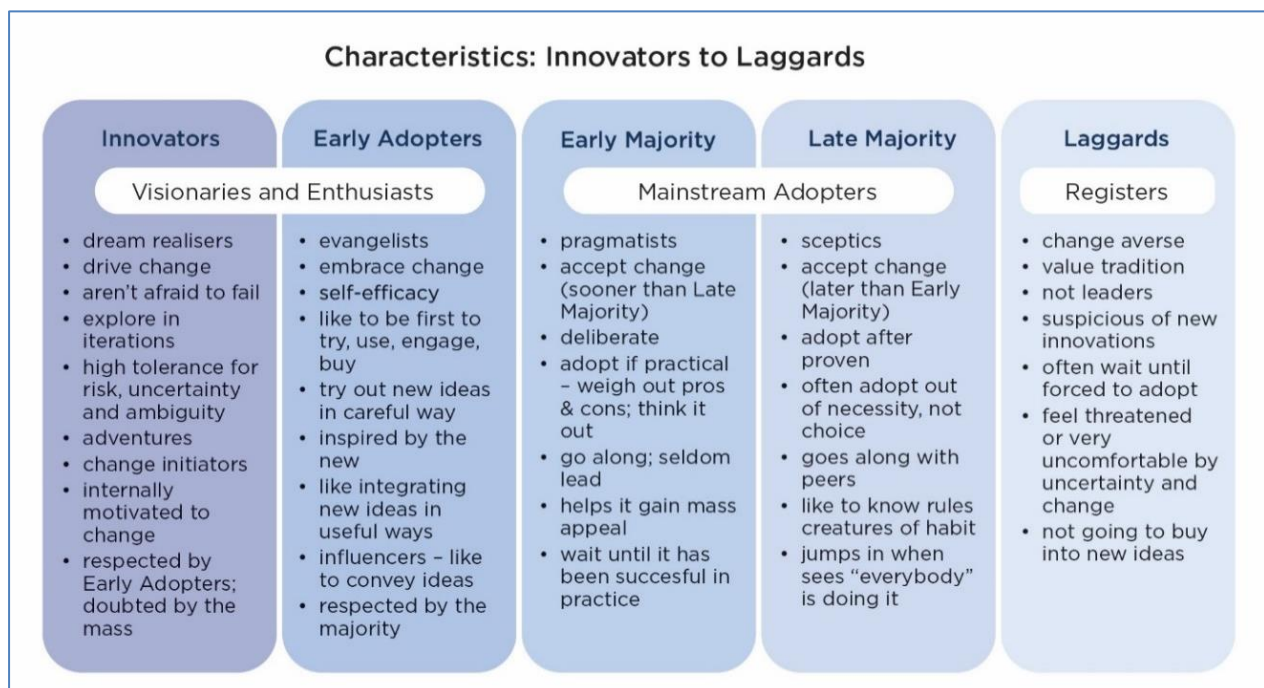 Characteristics: Innovators to Laggards
Innovators
Early Adopters
Early Majority
Late Majority
Laggards
Visionaries and Enthusiasts
Mainstream Adopters
Registers
• dream realisers
• drive change
• aren't afraid to fail
• explore in
iterations
• high tolerance for
risk, uncertainty
and ambiguity
• adventures
• change initiators
• internally
motivated to
change
• respected by
Early Adopters;
doubted by the
mass
• evangelists
• embrace change
• self-efficacy
• like to be first to
try, use, engage,
buy
• try out new ideas
in careful way
• inspired by the
new
• like integrating
new ideas in
useful ways
• influencers – like
to convey ideas
• respected by the
majority
• pragmatists
• accept change
(sooner than Late
Majority)
• deliberate
• adopt if practical
– weigh out pros
& cons; think it
out
• go along; seldom
lead
• helps it gain mass
appeal
• wait until it has
been succesful in
practice
• sceptics
• accept change
(later than Early
Majority)
• adopt after
proven
• often adopt out
of necessity, not
choice
• goes along with
peers
• like to know rules
creatures of habit
• jumps in when
sees “everybody”
is doing it
• change averse
• value tradition
• not leaders
• suspicious of new
innovations
• often wait until
forced to adopt
• feel threatened
or very
uncomfortable by
uncertainty and
change
• not going to buy
into new ideas